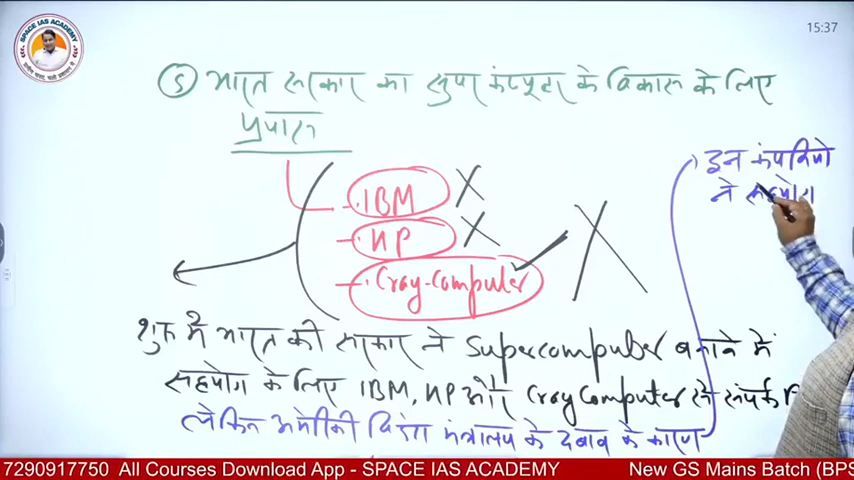 SPACE IAS ACADEMY
15:37
5 भारत सरकार का सुपर कंप्यूटर के विकास के लिए
प्रयास
IBM
HP
Cray-Computer
इन कंपनियों
ने सहयोग
शुरू में भारत की सरकार ने Supercomputer बनाने में
सहयोग के लिए IBM, HP और Cray Computer से संपर्क
लेकिन अमेरिकी विदेश मंत्रालय के दबाव के कारण
7290917750 All Courses Download App - SPACE IAS ACADEMY New GS Mains Batch (BPS